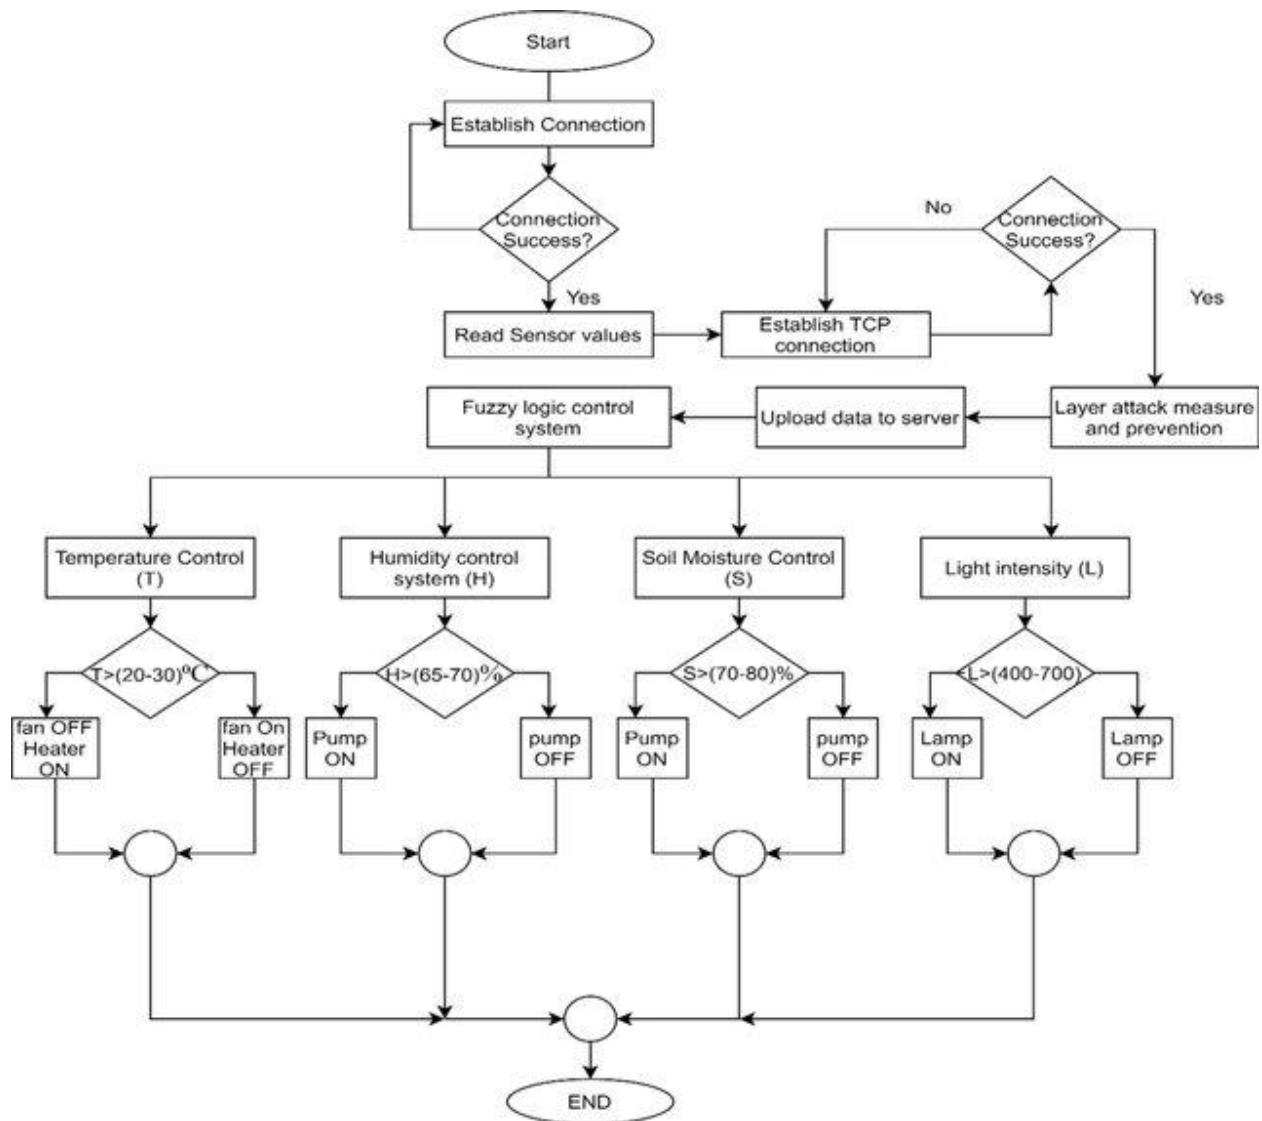 Start
Establish Connection
Connection
Success?
No
Connection
Success?
Yes
Yes
Read Sensor values
Establish TCP
connection
Fuzzy logic control
system
Upload data to server
Layer attack measure
and prevention
Temperature Control
(T)
Humidity control
system (H)
Soil Moisture Control
(S)
Light intensity (L)
T>(20-30)°C
H>(65-70)%
S>(70-80)%
L>(400-700)
fan OFF
Heater
ON
fan On
Heater
OFF
Pump
ON
pump
OFF
Pump
ON
pump
OFF
Lamp
ON
Lamp
OFF
END